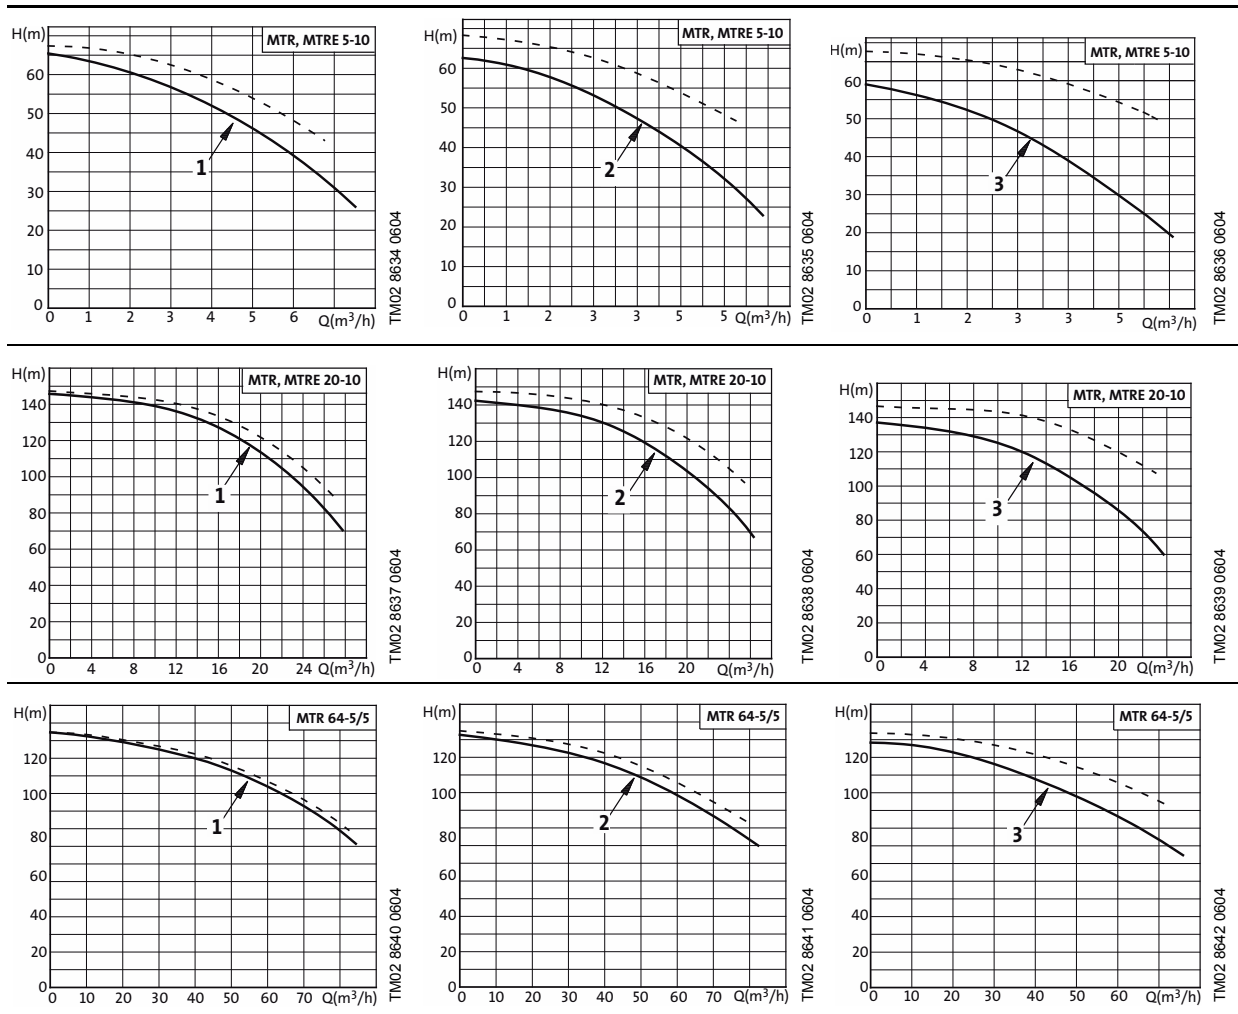 H(m)
MTR, MTRE 5-10
60
50
40
30
20
10
0
1
0 1 2 3 4 5 6 Q(m³/h)
TM02 8634 0604
H(m)
MTR, MTRE 5-10
60
50
40
30
20
10
0
2
0 1 2 3 4 5 5 Q(m³/h)
TM02 8635 0604
H(m)
MTR, MTRE 5-10
60
50
40
30
20
10
0
3
0 1 2 3 3 5 Q(m³/h)
TM02 8636 0604
H(m)
MTR, MTRE 20-10
140
120
100
80
60
40
20
0
1
0 4 8 12 16 20 24 Q(m³/h)
TM02 8637 0604
H(m)
MTR, MTRE 20-10
140
120
100
80
60
40
20
0
2
0 4 8 12 16 20 Q(m³/h)
TM02 8638 0604
H(m)
MTR, MTRE 20-10
140
120
100
80
60
40
20
0
3
0 4 8 12 16 20 Q(m³/h)
TM02 8639 0604
H(m)
MTR 64-5/5
120
100
80
60
40
20
0
1
0 10 20 30 40 50 60 70 Q(m³/h)
TM02 8640 0604
H(m)
MTR 64-5/5
120
100
80
60
40
20
0
2
0 10 20 30 40 50 60 70 Q(m³/h)
TM02 8641 0604
H(m)
MTR 64-5/5
120
100
80
60
40
20
0
3
0 10 20 30 40 50 60 Q(m³/h)
TM02 8642 0604